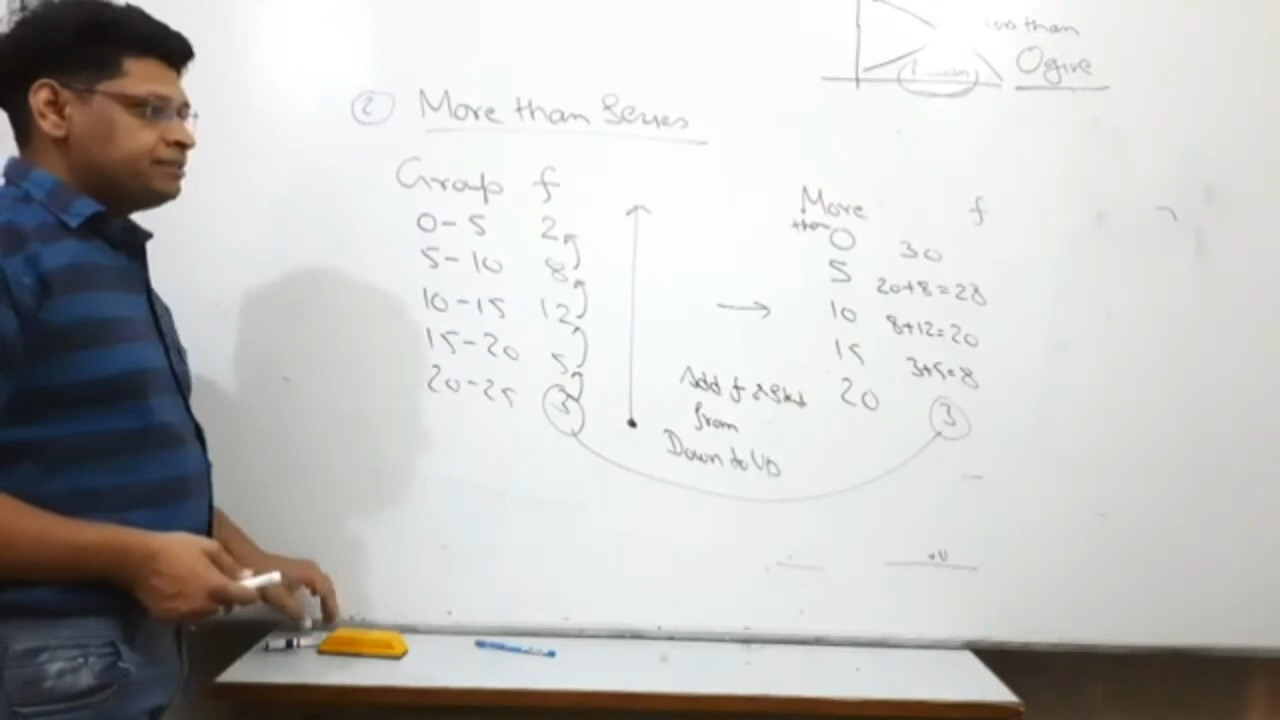 than
Ogive
② More than Series
Group f
0-5 2
5-10 8
10-15 12
15-20 5
20-25 3
Add f
from
Down to UP
→
More f
than
0 30
5 20+8=28
10 8+12=20
15 3+5=8
20 3